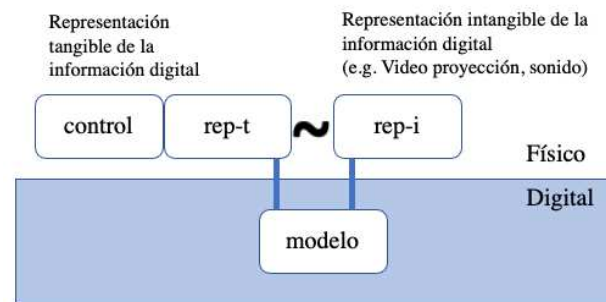 Representación
tangible de la
información digital
Representación intangible de la
información digital
(e.g. Video proyección, sonido)
control
rep-t
~
rep-i
Físico
Digital
modelo